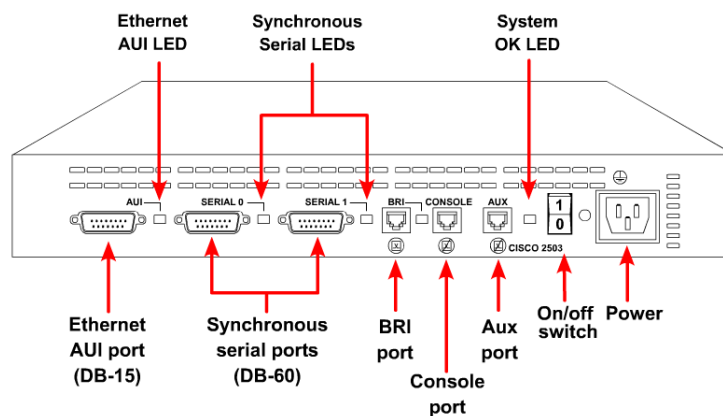 Ethernet
AUI LED
Synchronous
Serial LEDs
System
OK LED
AUI
SERIAL 0
SERIAL 1
BRI
CONSOLE
AUX
1
0
CISCO 2503
Ethernet
AUI port
(DB-15)
Synchronous
serial ports
(DB-60)
BRI
port
Console
port
Aux
port
On/off
switch
Power